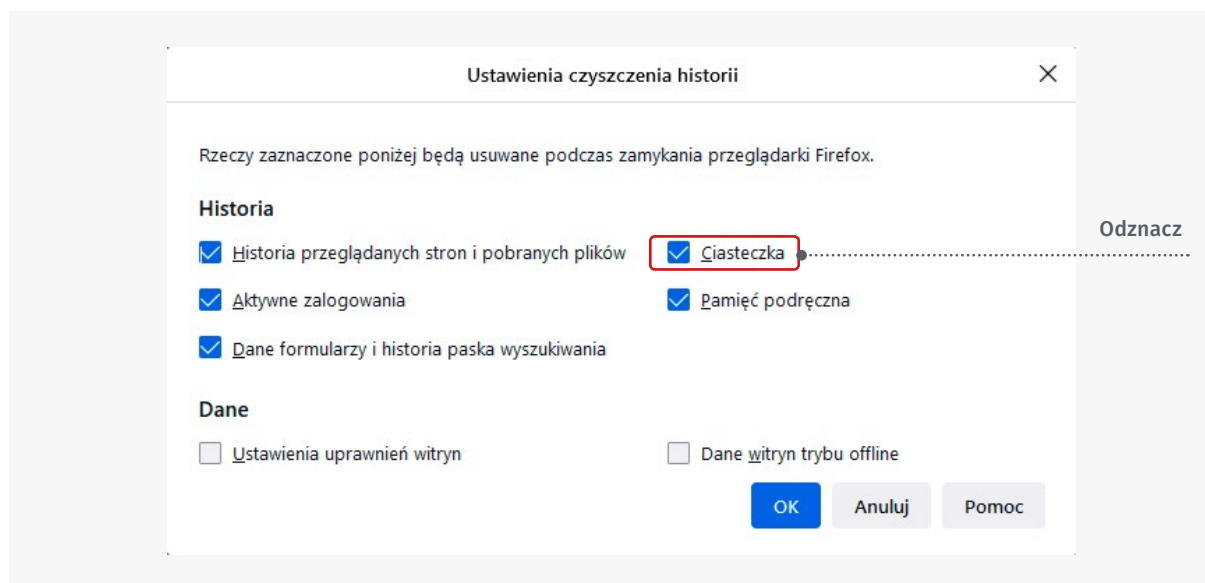 Ustawienia czyszczenia historii
Rzeczy zaznaczone poniżej będą usuwane podczas zamykania przeglądarki Firefox.
Historia
Historia przeglądanych stron i pobranych plików
Ciasteczka
Odznacz
Aktywne zalogowania
Pamięć podręczna
Dane formularzy i historia paska wyszukiwania
Dane
Ustawienia uprawnień witryn
Dane witryn trybu offline
OK
Anuluj
Pomoc